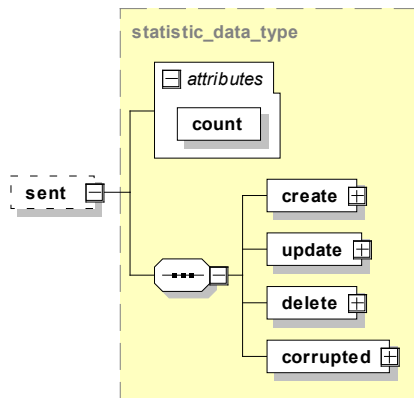 statistic_data_type
attributes
count
sent
create
update
delete
corrupted